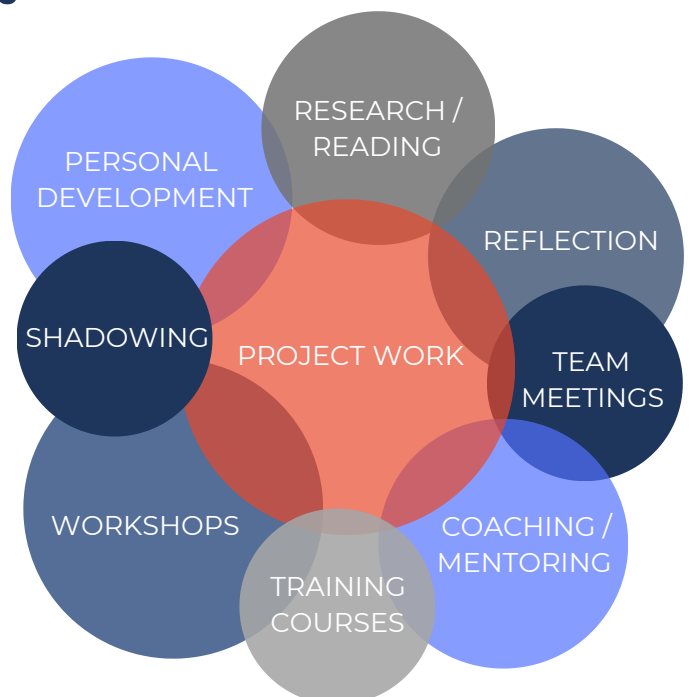 RESEARCH /
READING
PERSONAL
DEVELOPMENT
REFLECTION
SHADOWING
PROJECT WORK
TEAM
MEETINGS
WORKSHOPS
COACHING /
MENTORING
TRAINING
COURSES